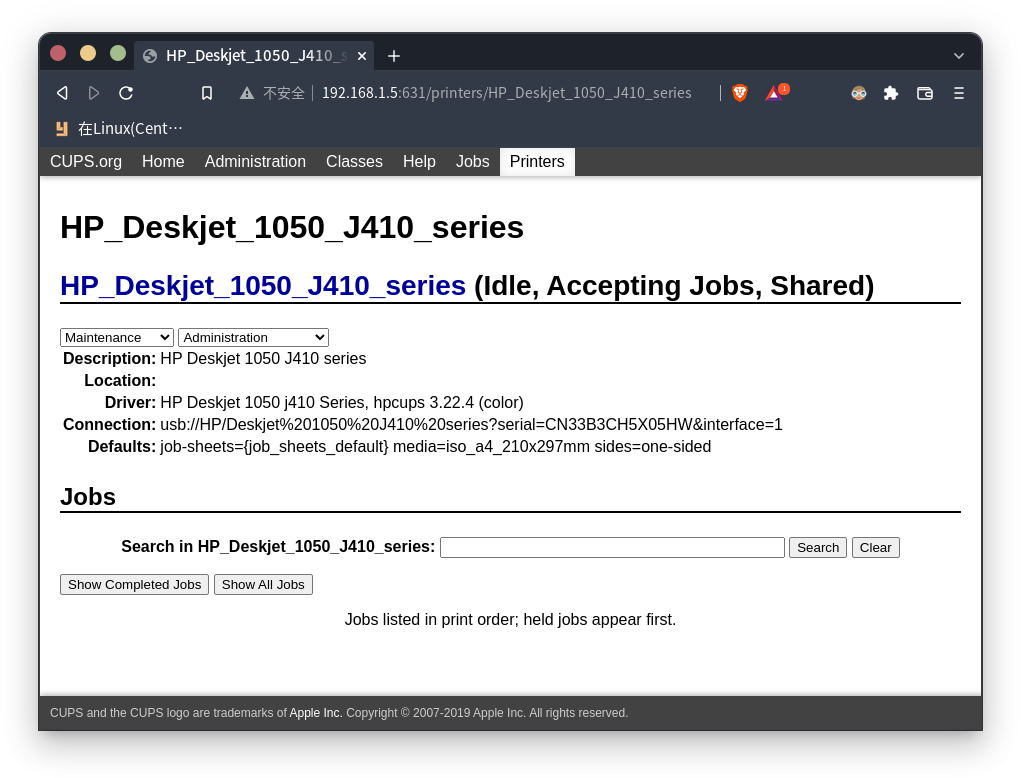 HP_Deskjet_1050_J410_s
不安全 192.168.1.5:631/printers/HP_Deskjet_1050_J410_series
1
在Linux(Cent…
CUPS.org Home Administration Classes Help Jobs Printers
HP_Deskjet_1050_J410_series
HP_Deskjet_1050_J410_series (Idle, Accepting Jobs, Shared)
Maintenance Administration
Description: HP Deskjet 1050 J410 series
Location:
Driver: HP Deskjet 1050 j410 Series, hpcups 3.22.4 (color)
Connection: usb://HP/Deskjet%201050%20J410%20series?serial=CN33B3CH5X05HW&interface=1
Defaults: job-sheets={job_sheets_default} media=iso_a4_210x297mm sides=one-sided
Jobs
Search in HP_Deskjet_1050_J410_series: Search Clear
Show Completed Jobs Show All Jobs
Jobs listed in print order; held jobs appear first.
CUPS and the CUPS logo are trademarks of Apple Inc. Copyright © 2007-2019 Apple Inc. All rights reserved.